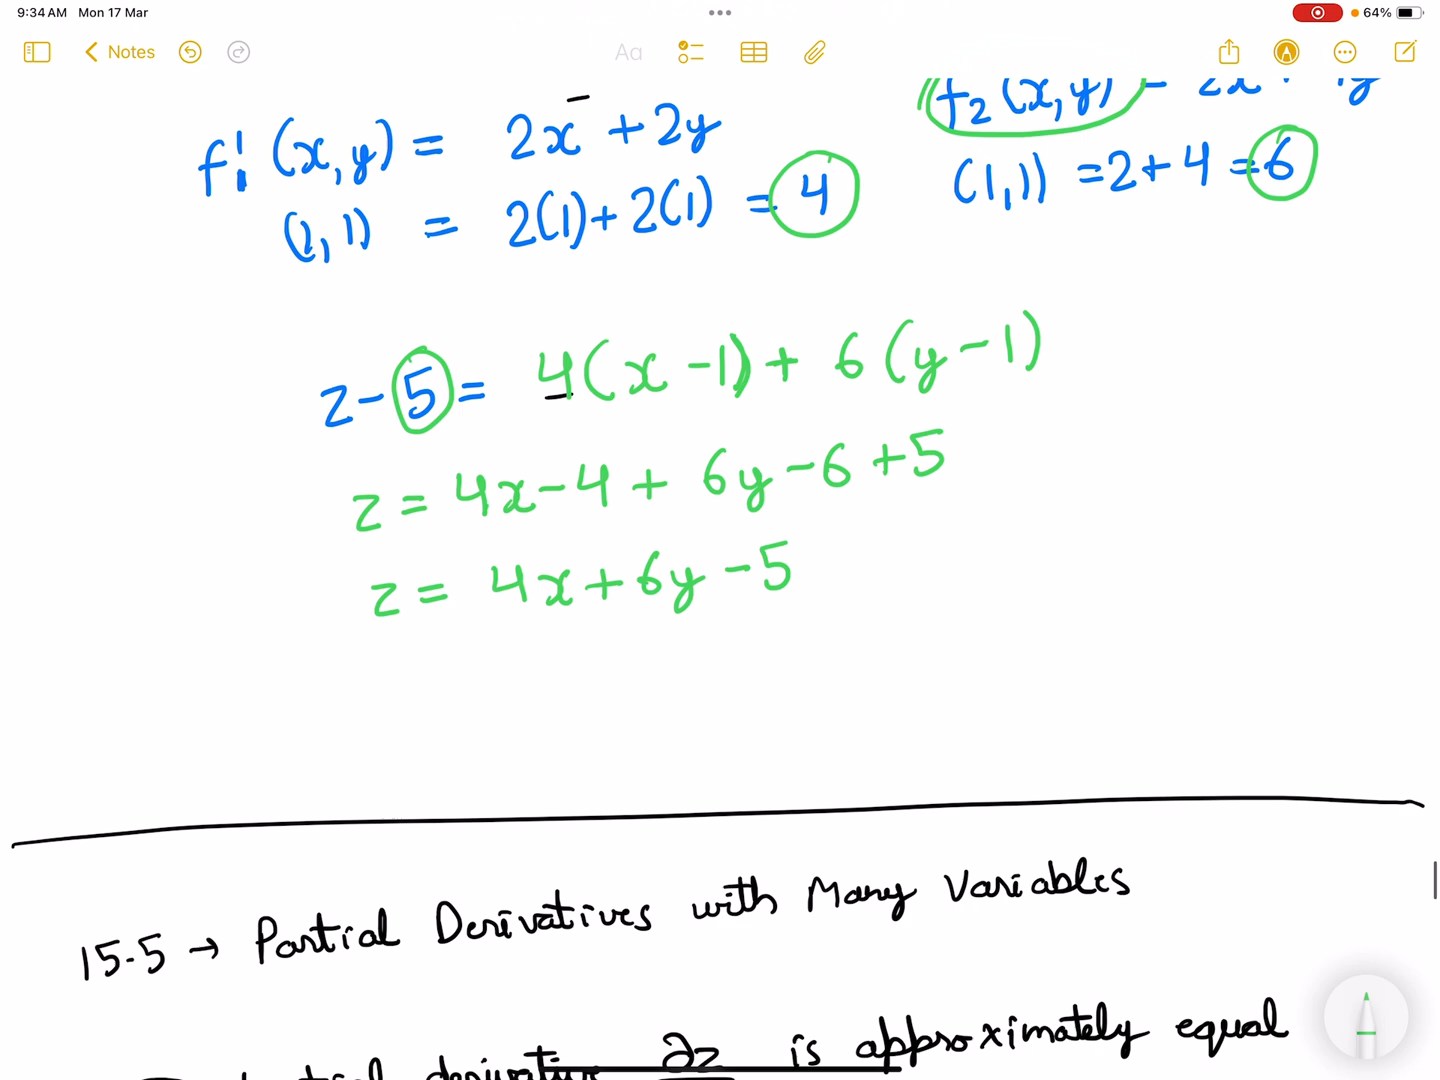 9:34 AM Mon 17 Mar
64%
Notes
Aa
f₂ (x,y) =
f'₁ (x,y) = 2x + 2y
(1,1) = 2+4 = 6
(1,1) = 2(1)+2(1) = 4
z - 5 = 4(x-1) + 6(y-1)
z = 4x-4 + 6y-6+5
z = 4x+6y-5
15.5 → Partial Derivatives with Many Variables
derivative ∂z is approximately equal